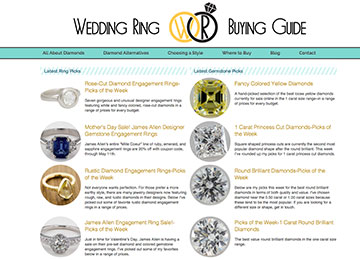 WEDDING RING WRR BUYING GUIDE
All About Diamonds
Diamond Alternatives
Choosing a Style
Where to Buy
Blog
Contact
Latest Ring Picks
Rose-Cut Diamond Engagement Rings-
Picks of the Week
Seven gorgeous and unusual designer engagement rings
featuring white and fancy colored, rose-cut diamonds in a
range of prices for every budget.
Mother's Day Sale! James Allen Designer
Gemstone Engagement Rings
James Allen's entire "Wille Coeur" line of ruby, emerald, and
sapphire engagement rings are 20% off with coupon code,
through May 11th.
Rustic Diamond Engagement Rings-Picks
of the Week
Not everyone wants perfection. For those prefer a more
earthy style, there are many jewelry designers now featuring
rough, raw, and rustic diamonds in their designs. Below I've
picked out some of my favorite rustic diamond engagement
rings in a range of prices.
James Allen Engagement Ring Sale!-
Picks of the Week
Just in time for Valentine's Day, James Allen is having a sale
on their pre-set diamond and colored gemstone
engagement rings. I've picked out some of my favorites
below in a range of prices.
Latest Gemstone Picks
Fancy Colored Yellow Diamonds
A hand-picked selection of the best loose yellow diamonds
currently for sale online in the 1 carat size range-in a range
of prices for every budget.
1 Carat Princess Cut Diamonds-Picks of
the Week
Square shaped princess cuts are currently the second most
popular diamond shape after the round brilliant. This week
I've rounded up my picks for 1 carat princess cut diamonds.
Round Brilliant Diamonds-Picks of the
Week
Below are my picks this week for the best round brilliant
diamonds in terms of both quality and value. I've chosen
diamonds
these tend to be the most popular. If you are looking for a
different size or shape, get in touch.
Picks of the Week-1 Carat Round Brilliant
Diamonds
The best value round brilliant diamonds in the one carat size
range.